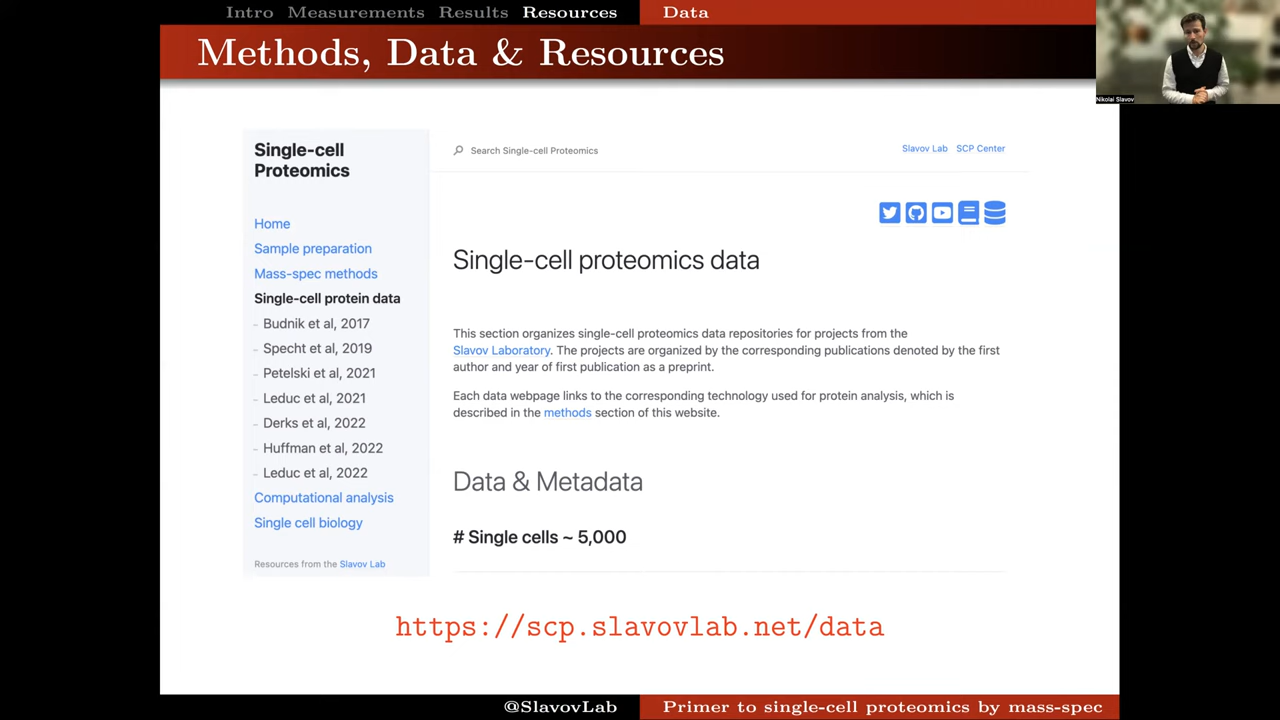 Intro Measurements Results Resources Data
Methods, Data & Resources
Nikolai Slavov
Single-cell
Proteomics
Home
Sample preparation
Mass-spec methods
Single-cell protein data
– Budnik et al, 2017
– Specht et al, 2019
– Petelski et al, 2021
– Leduc et al, 2021
– Derks et al, 2022
– Huffman et al, 2022
– Leduc et al, 2022
Computational analysis
Single cell biology
Resources from the Slavov Lab
Search Single-cell Proteomics
Slavov Lab SCP Center
Single-cell proteomics data
This section organizes single-cell proteomics data repositories for projects from the
Slavov Laboratory. The projects are organized by the corresponding publications denoted by the first
author and year of first publication as a preprint.
Each data webpage links to the corresponding technology used for protein analysis, which is
described in the methods section of this website.
Data & Metadata
# Single cells ~ 5,000
https://scp.slavovlab.net/data
@SlavovLab Primer to single-cell proteomics by mass-spec